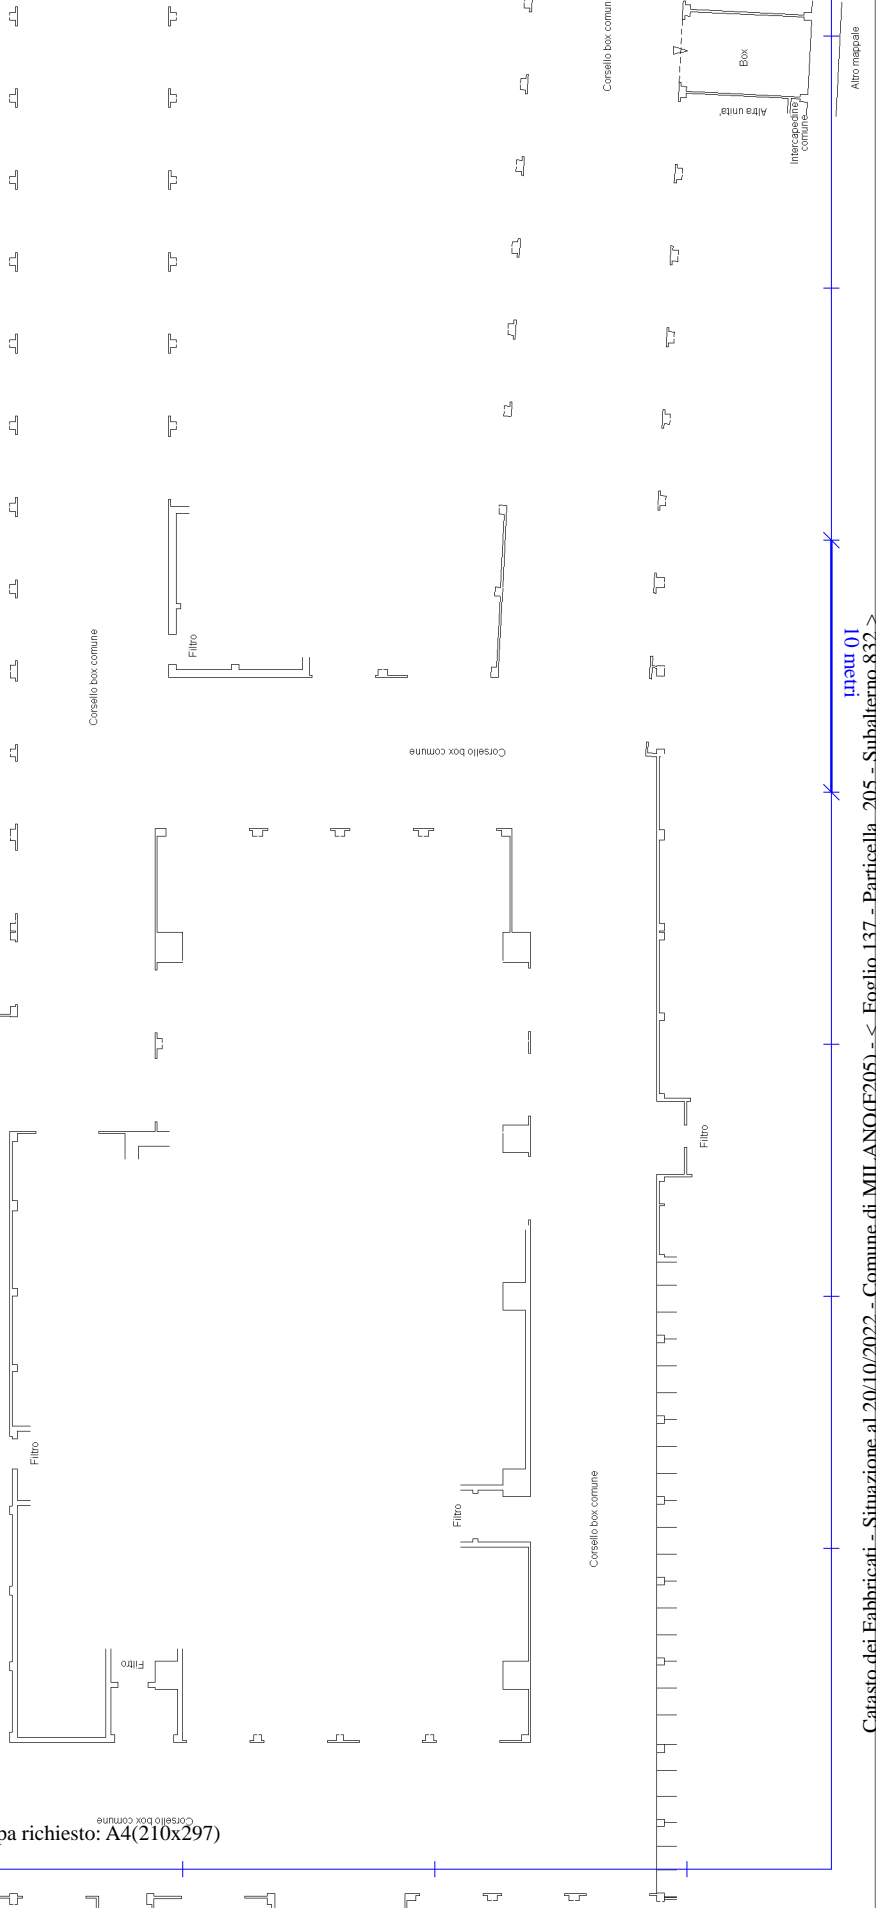 Corsello box comun
Box
Altro mappale
Altra unita'
Intercapedine
comune
Filtro
Corsello box comune
10 metri
Corsello box comune
Filtro
Filtro
Filtro
Corsello box comune
Filtro
Corsello box comune
pa richiesto: A4(210x297)
Catasto dei Fabbricati - Situazione al 20/10/2022 - Comune di MILANO(F205) - < Foglio 137 - Particella 205 - Subalterno 832 >